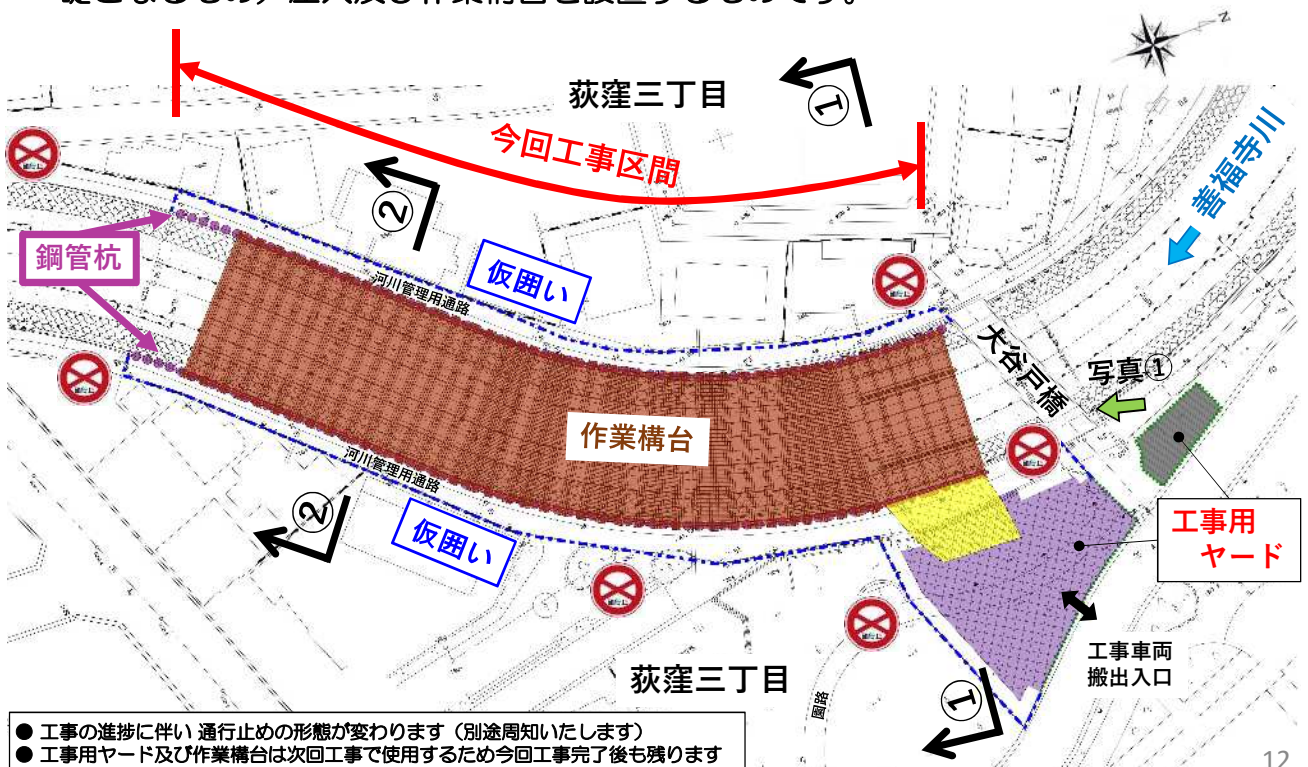 荻窪三丁目
①
Z
今回工事区間
善福寺川
②
鋼管杭
仮囲い
河川管理用通路
大谷戸橋
写真①
作業構台
河川管理用通路
②
仮囲い
工事用
ヤード
工事車両
搬出入口
荻窪三丁目
園路
①
● 工事の進捗に伴い 通行止めの形態が変わります（別途周知いたします）
● 工事用ヤード及び作業構台は次回工事で使用するため今回工事完了後も残ります
12